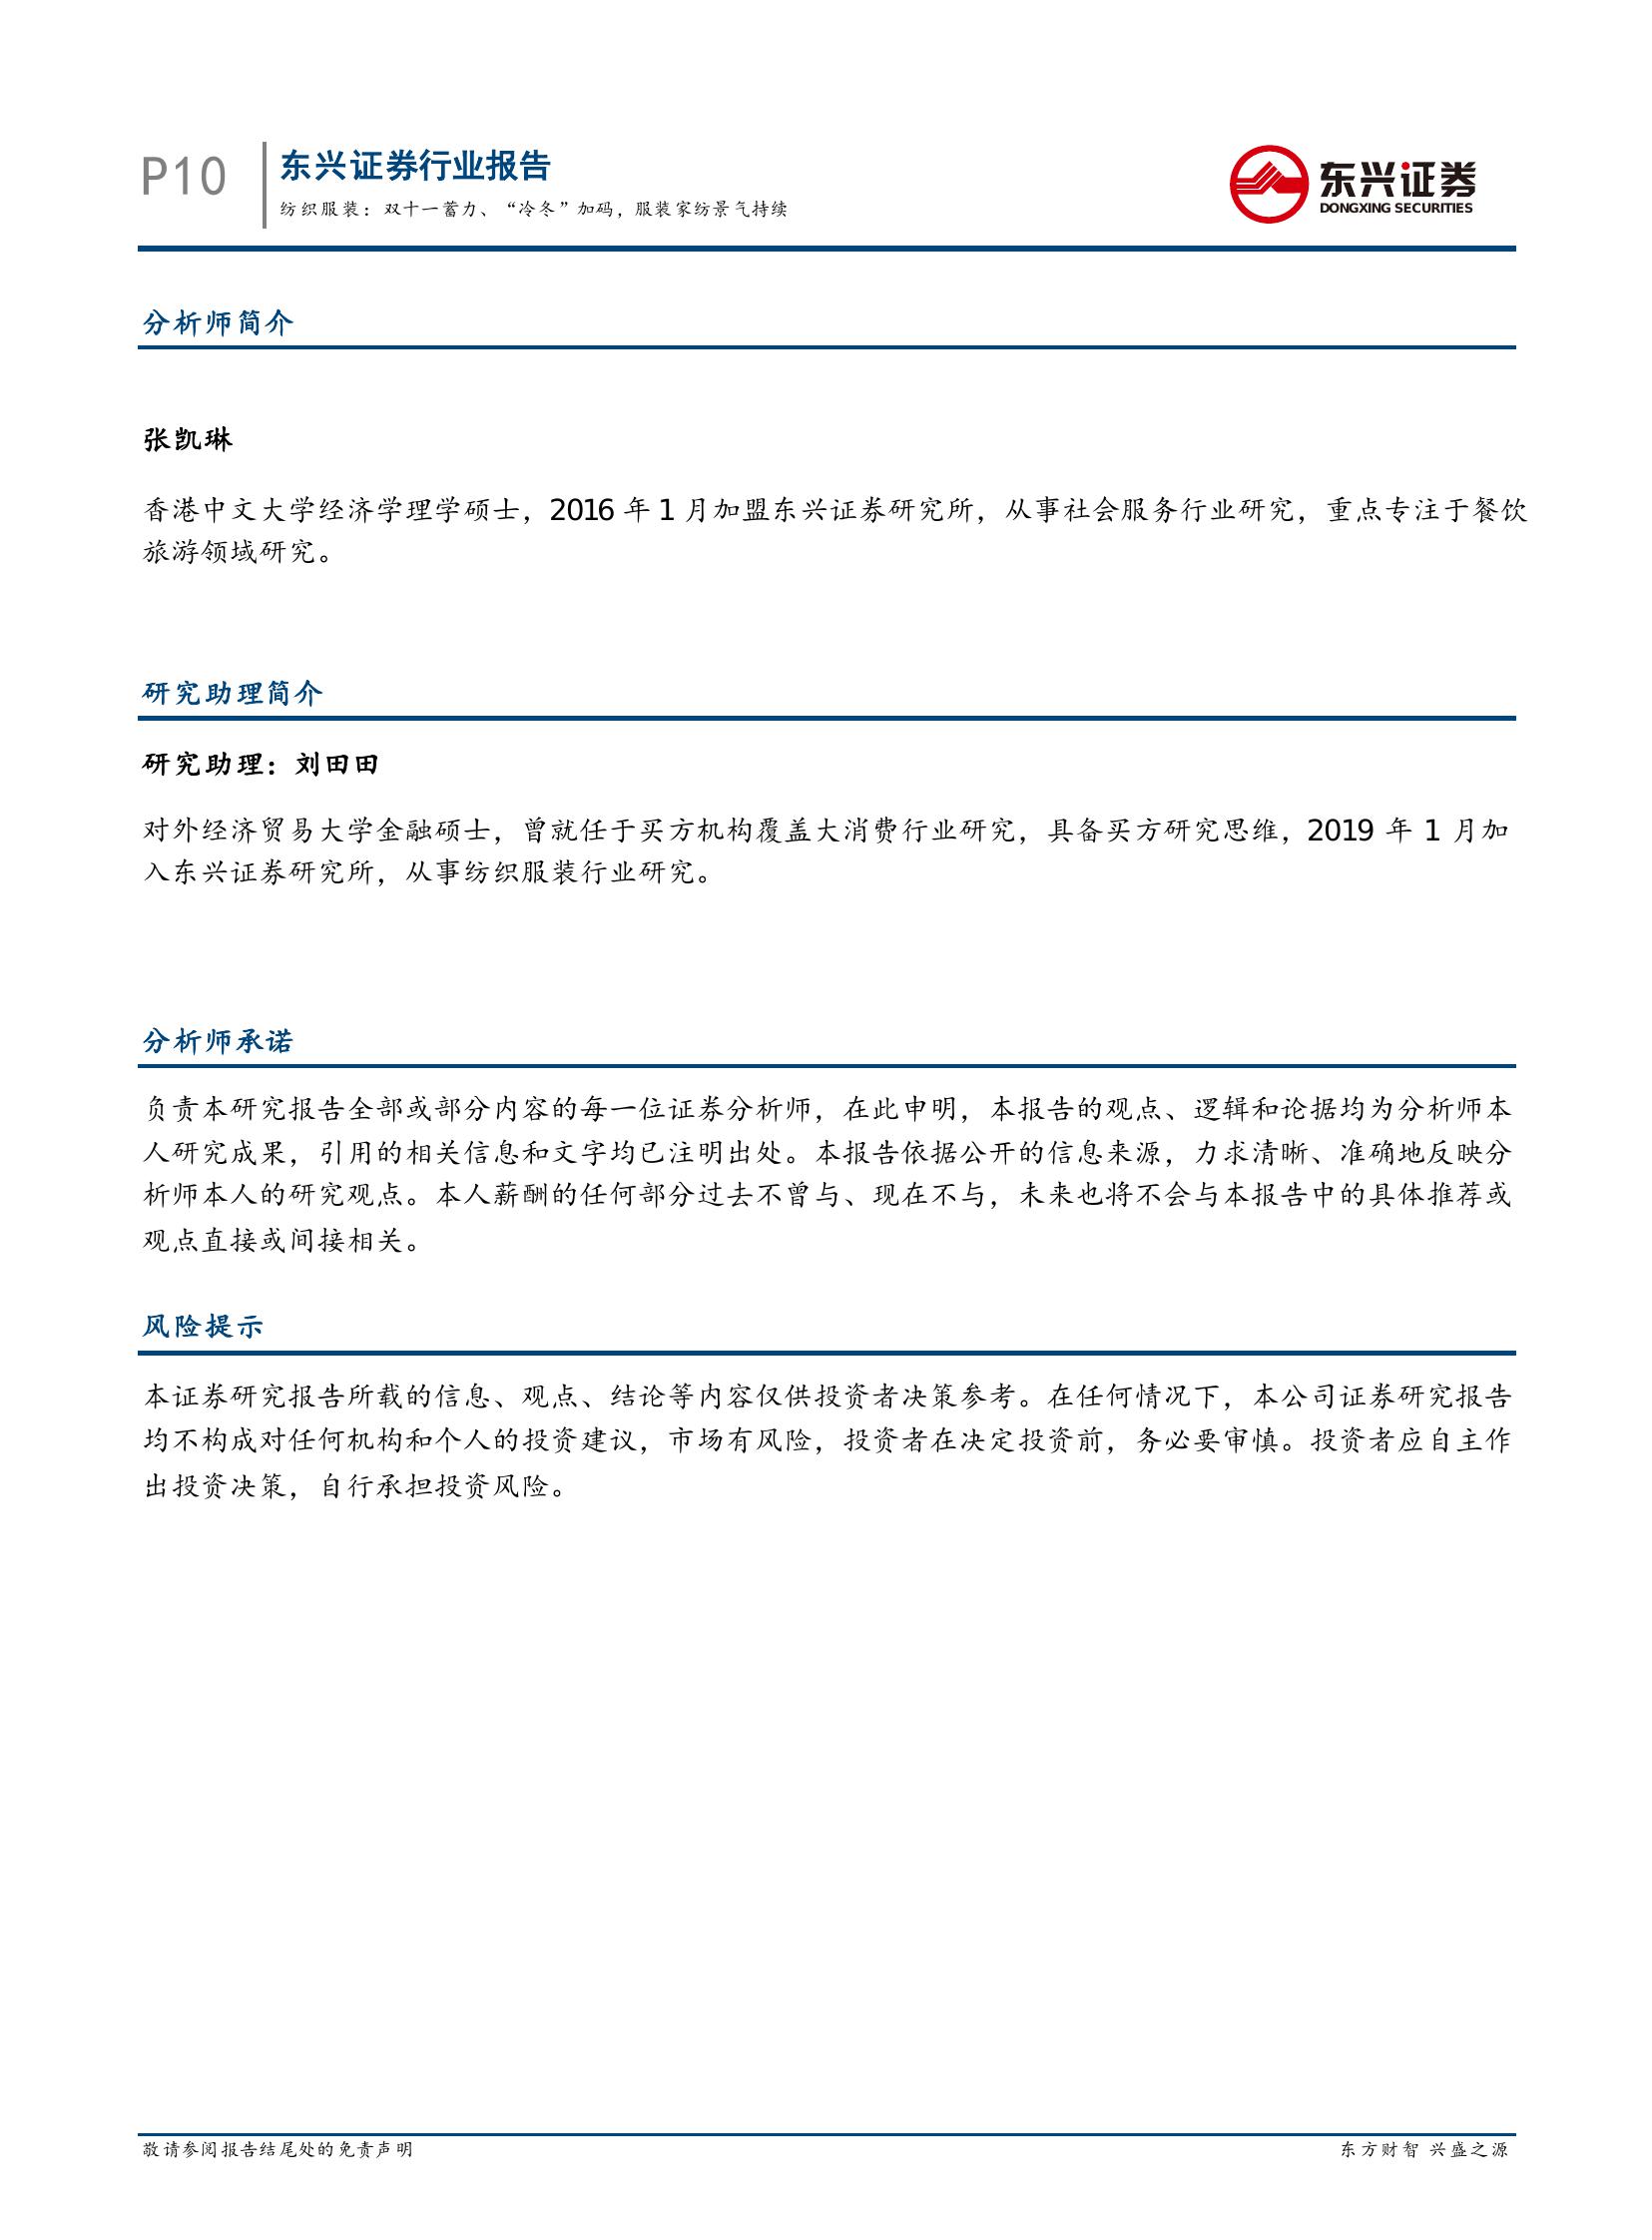 P10
东兴证券行业报告
纺织服装：双十一蓄力、“冷冬”加码，服装家纺景气持续
东兴证券
DONGXING SECURITIES
分析师简介
张凯琳
香港中文大学经济学理学硕士，2016 年 1 月加盟东兴证券研究所，从事社会服务行业研究，重点专注于餐饮
旅游领域研究。
研究助理简介
研究助理：刘田田
对外经济贸易大学金融硕士，曾就任于买方机构覆盖大消费行业研究，具备买方研究思维，2019 年 1 月加
入东兴证券研究所，从事纺织服装行业研究。
分析师承诺
负责本研究报告全部或部分内容的每一位证券分析师，在此申明，本报告的观点、逻辑和论据均为分析师本
人研究成果，引用的相关信息和文字均已注明出处。本报告依据公开的信息来源，力求清晰、准确地反映分
析师本人的研究观点。本人薪酬的任何部分过去不曾与、现在不与，未来也将不会与本报告中的具体推荐或
观点直接或间接相关。
风险提示
本证券研究报告所载的信息、观点、结论等内容仅供投资者决策参考。在任何情况下，本公司证券研究报告
均不构成对任何机构和个人的投资建议，市场有风险，投资者在决定投资前，务必要审慎。投资者应自主作
出投资决策，自行承担投资风险。
敬请参阅报告结尾处的免责声明
东方财智 兴盛之源